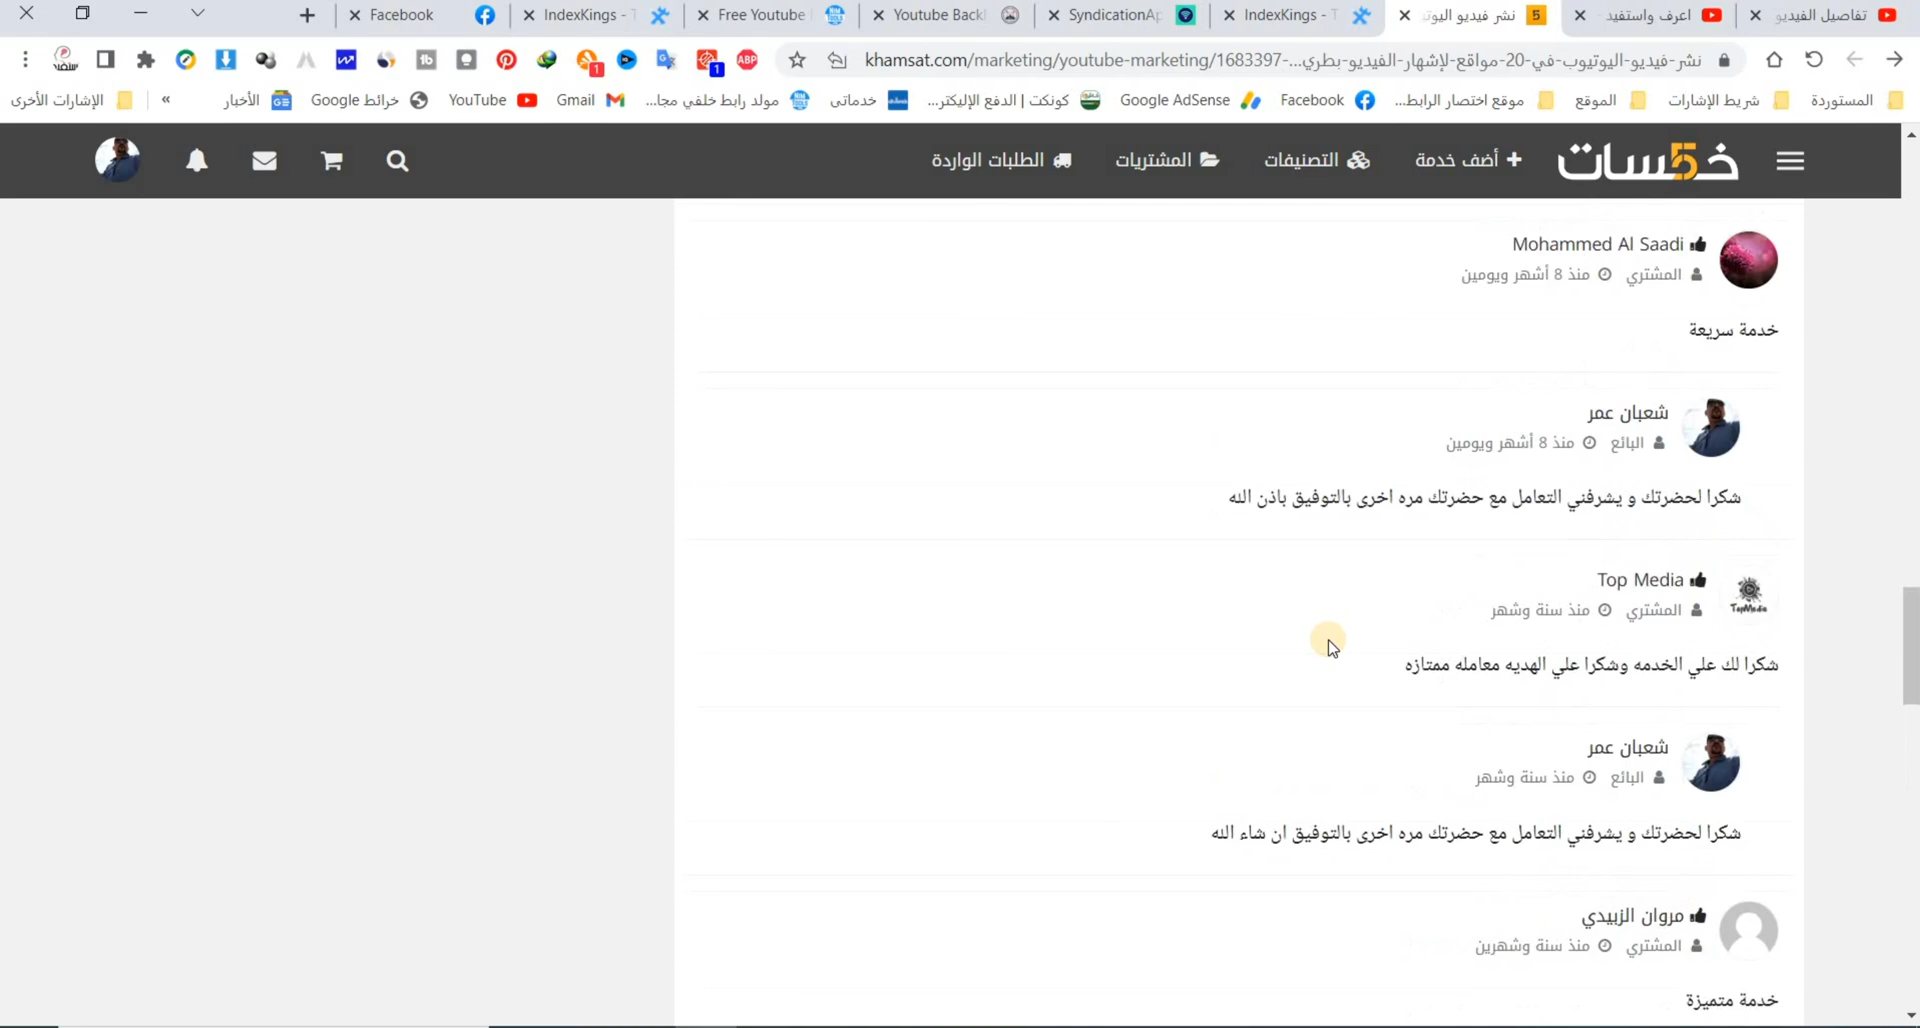 تفاصيل الفيديو
اعرف واستفيد
نشر فيديو اليوتيو
IndexKings - T
SyndicationAp
Youtube Back
Free Youtube
IndexKings - T
Facebook
khamsat.com/marketing/youtube-marketing/1683397-نشر-فيديو-اليوتيوب-في-20-مواقع-لإشهار-الفيديو-بطري...
المستوردة
شريط الإشارات
الموقع
موقع اختصار الرابط...
Facebook
Google AdSense
كونكت | الدفع الإليكتر...
خدماتى
مولد رابط خلفي مجا...
Gmail
YouTube
خرائط Google
الأخبار
»
الإشارات الأخرى
ABP
1
1
خمسات
أضف خدمة
التصنيفات
المشتريات
الطلبات الواردة
Mohammed Al Saadi
المشتري منذ 8 أشهر ويومين
خدمة سريعة
شعبان عمر
البائع منذ 8 أشهر ويومين
شكرا لحضرتك و يشرفني التعامل مع حضرتك مره اخرى بالتوفيق باذن الله
Top Media
المشتري منذ سنة وشهر
شكرا لك علي الخدمه وشكرا علي الهديه معامله ممتازه
شعبان عمر
البائع منذ سنة وشهر
شكرا لحضرتك و يشرفني التعامل مع حضرتك مره اخرى بالتوفيق ان شاء الله
مروان الزبيدي
المشتري منذ سنة وشهرين
خدمة متميزة